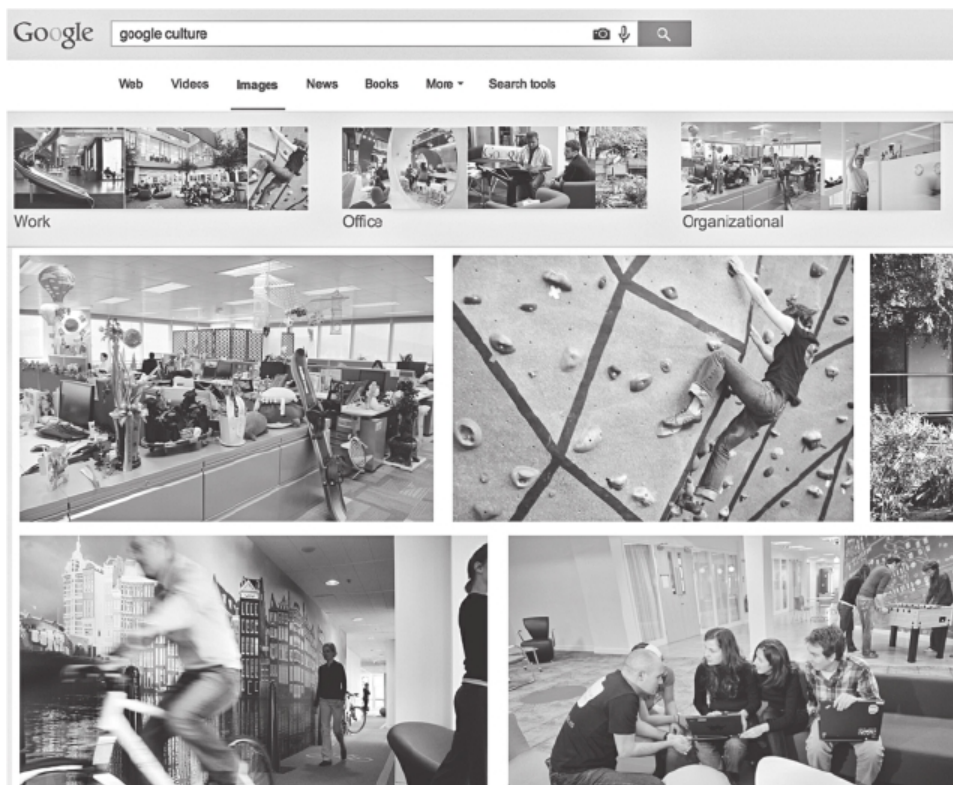 Google google culture
Web Videos Images News Books More Search tools
Work Office Organizational